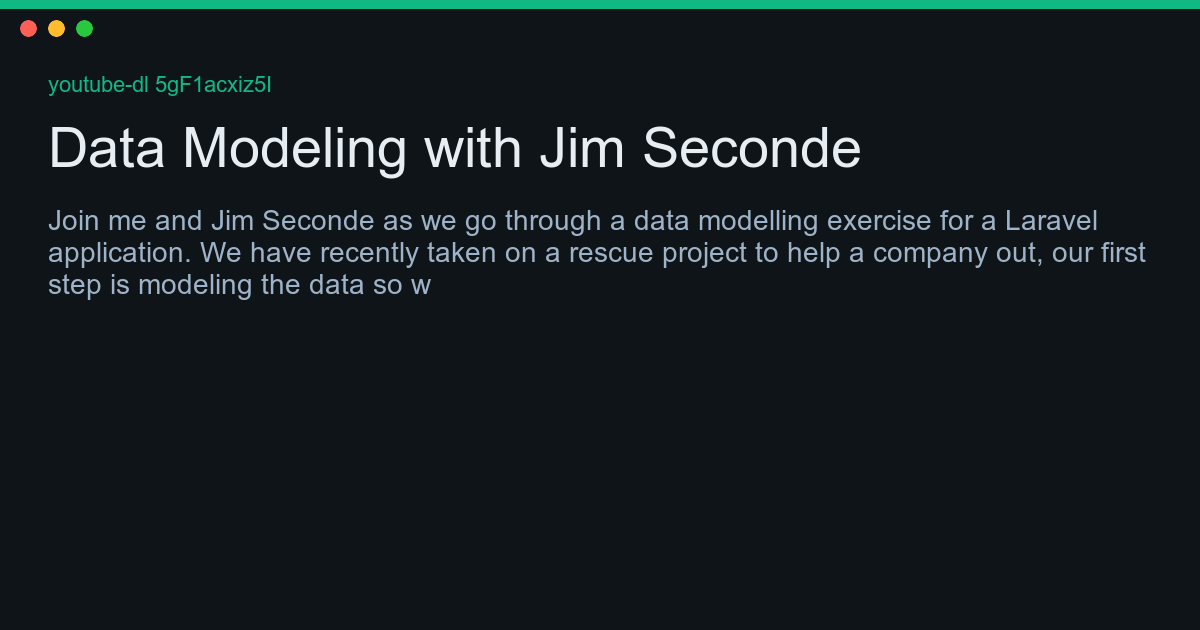 youtube-dl 5gF1acxiz5I
Data Modeling with Jim Seconde
Join me and Jim Seconde as we go through a data modelling exercise for a Laravel
application. We have recently taken on a rescue project to help a company out, our first
step is modeling the data so w